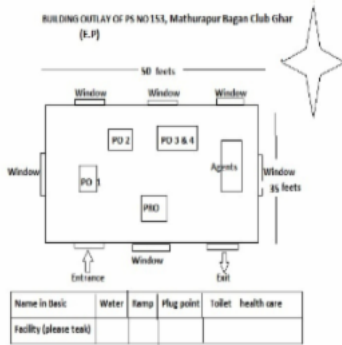 BUILDING OUTLAY OF PS NO 153, Mathurapur Bagan Club Ghar
(E.P)
50 feets
Window Window Window
PO 2 PO 3 & 4
Window Agents Window
PO 1 35 feets
PRO
Entrance Window Exit
Name in Basic Water Ramp Plug point Toilet health care
Facility (please teak)